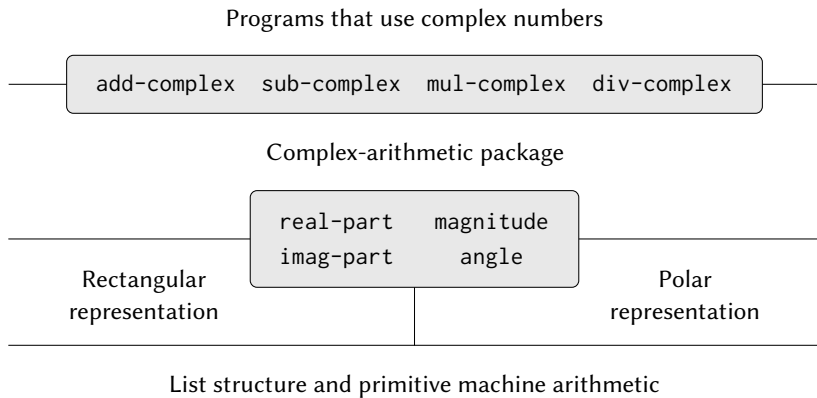 Programs that use complex numbers
add-complex sub-complex mul-complex div-complex
Complex-arithmetic package
real-part magnitude
imag-part angle
Rectangular
representation
Polar
representation
List structure and primitive machine arithmetic